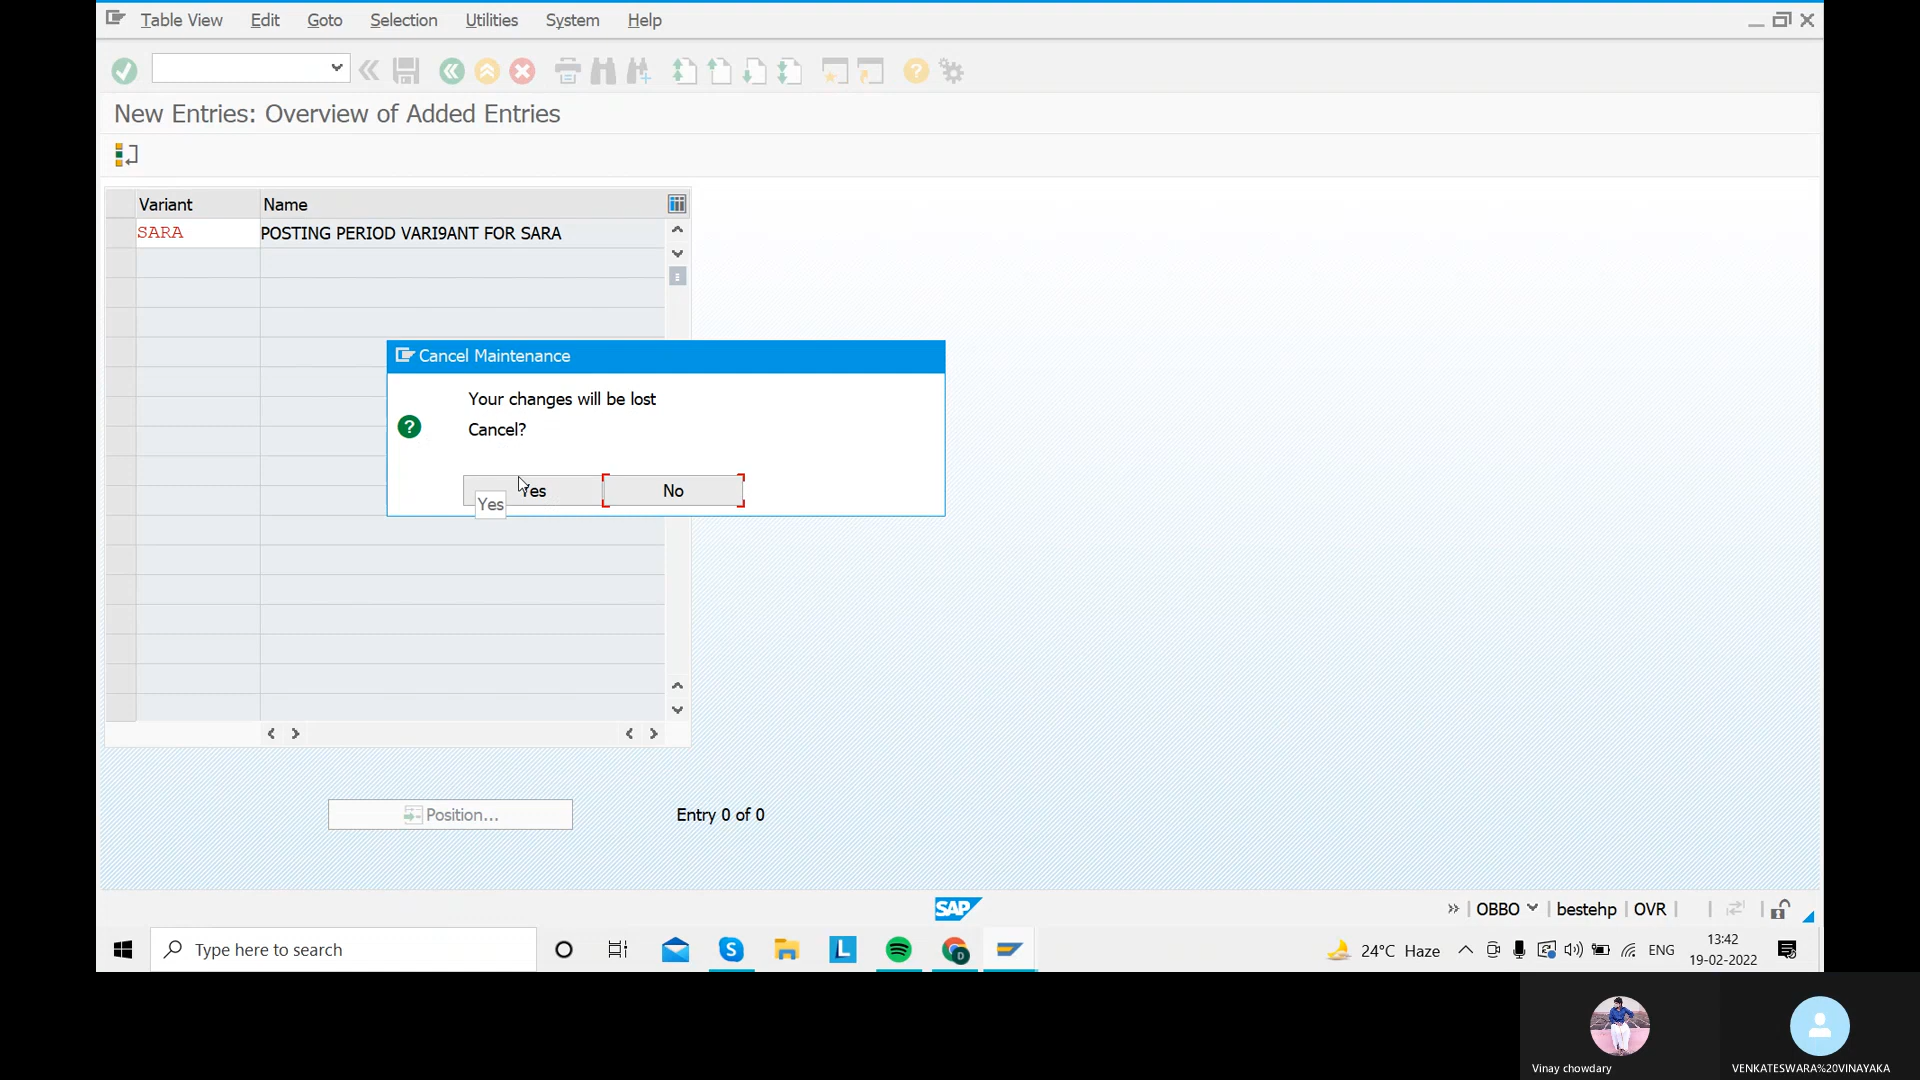 Table View Edit Goto Selection Utilities System Help
New Entries: Overview of Added Entries
Variant Name
SARA POSTING PERIOD VARI9ANT FOR SARA
Cancel Maintenance
Your changes will be lost
Cancel?
Yes No
Yes
Position... Entry 0 of 0
SAP OBBO bestehp OVR
Type here to search 24°C Haze ENG 13:42
19-02-2022
Vinay chowdary VENKATESWARA%20VINAYAKA